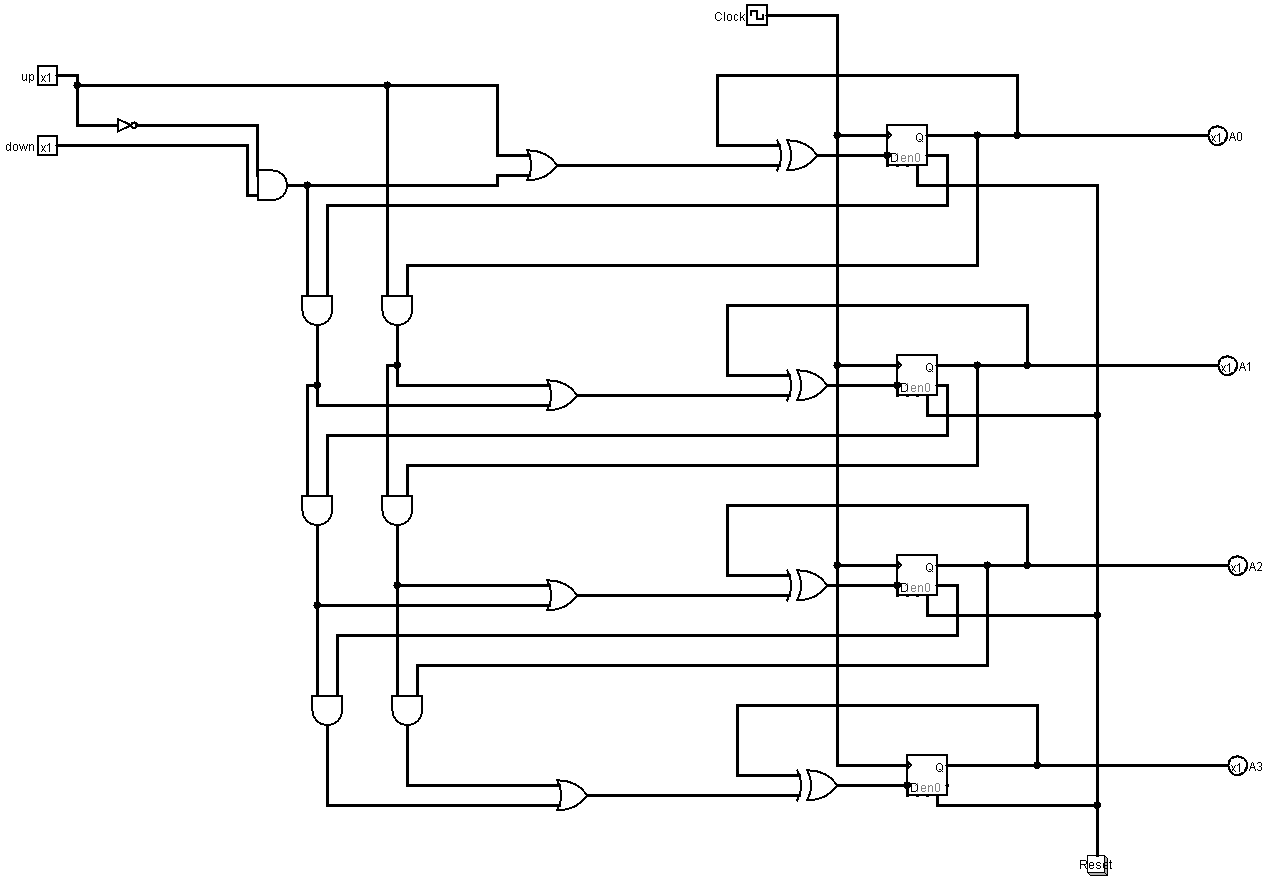 Clock
up x1
down x1
Q
Den0
x1 A0
Q
Den0
x1 A1
Q
Den0
x1 A2
Q
Den0
x1 A3
Reset